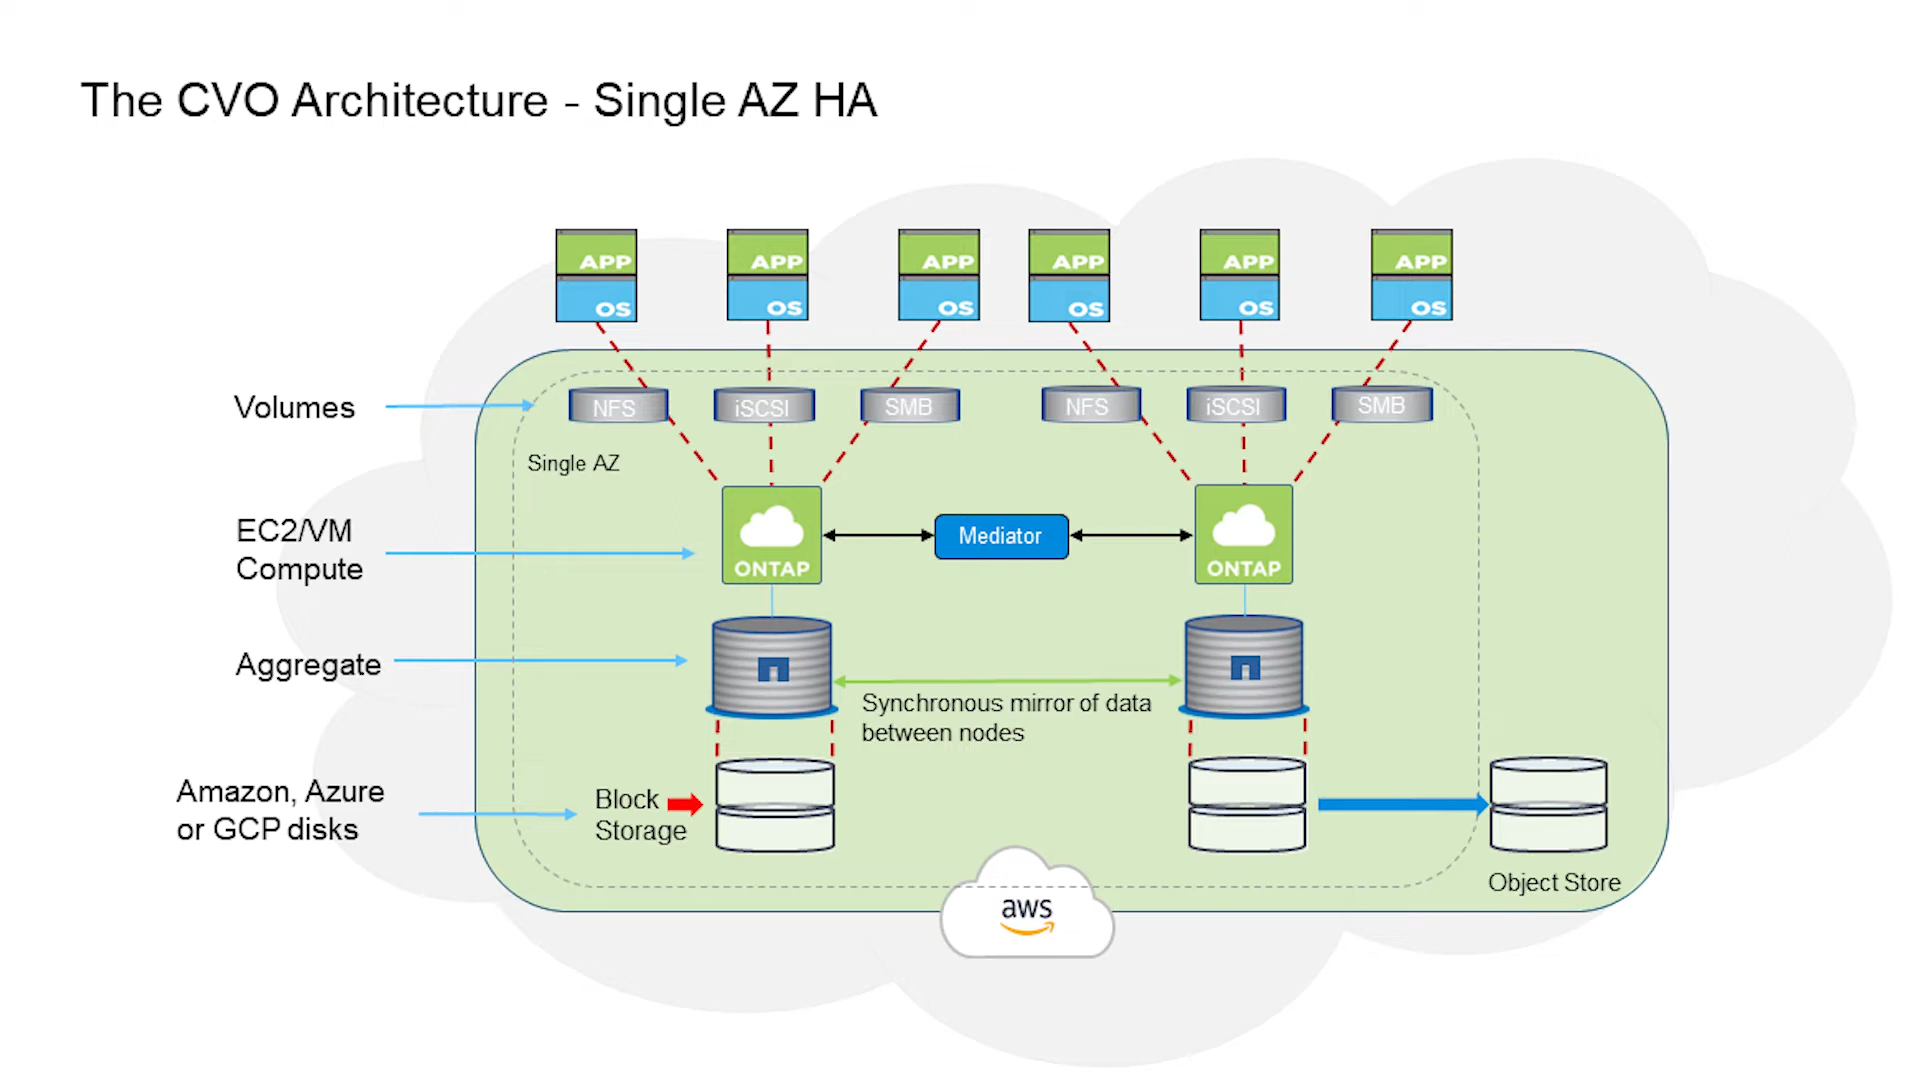 The CVO Architecture - Single AZ HA
APP
OS
APP
OS
APP
OS
APP
OS
APP
OS
APP
OS
Volumes
NFS
iSCSI
SMB
NFS
iSCSI
SMB
Single AZ
EC2/VM
Compute
ONTAP
Mediator
ONTAP
Aggregate
Synchronous mirror of data
between nodes
Amazon, Azure
or GCP disks
Block
Storage
Object Store
aws